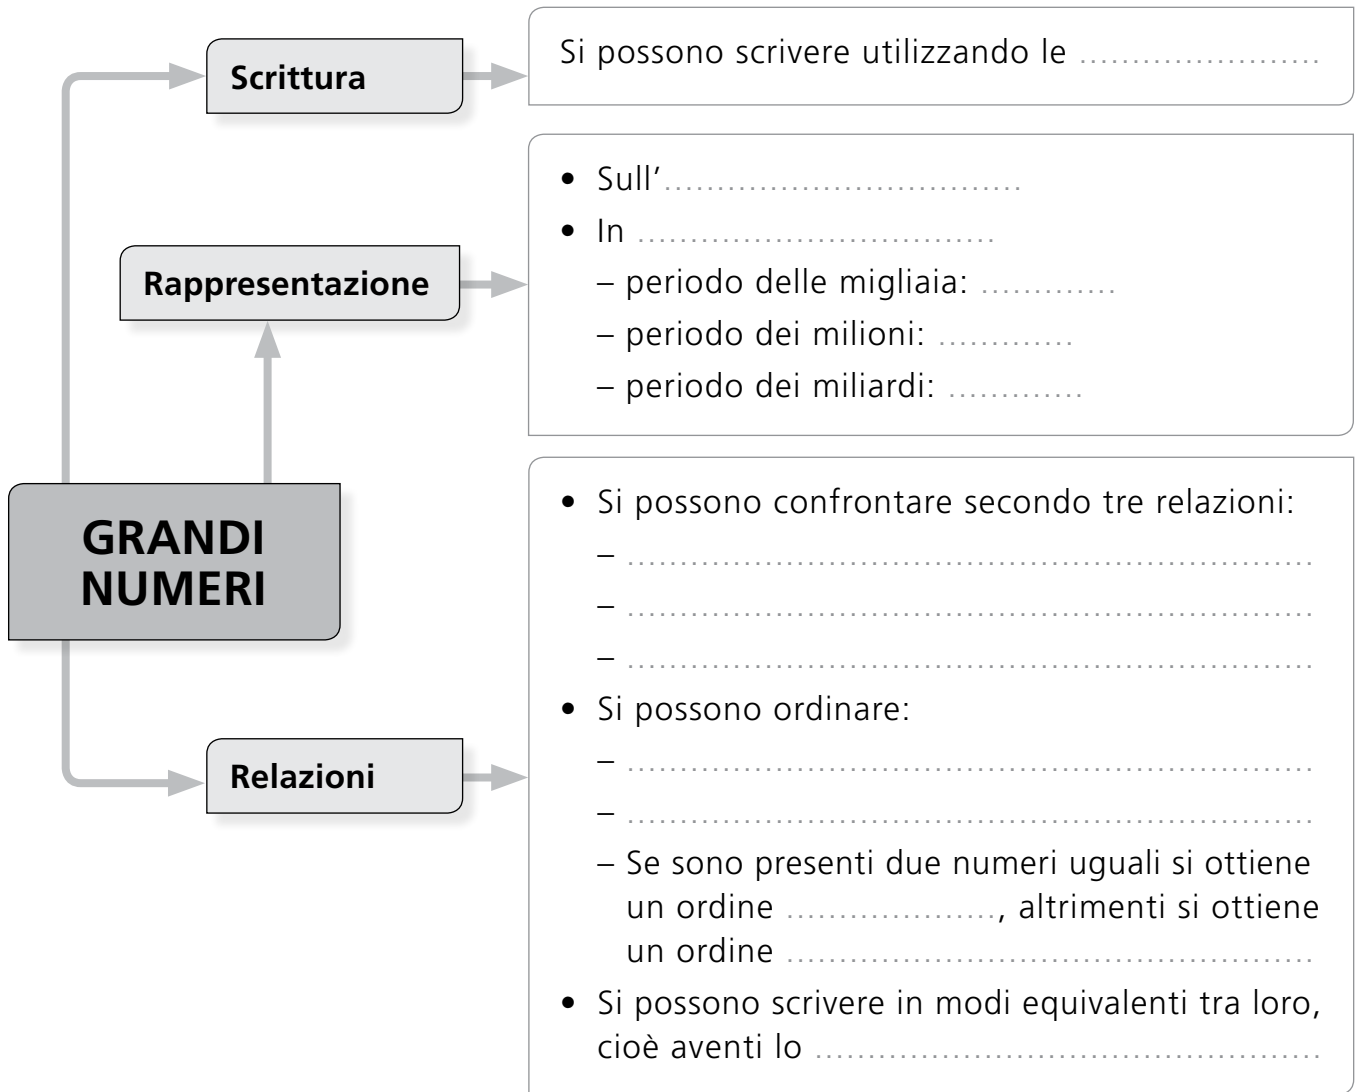 Scrittura
Si possono scrivere utilizzando le .......................
Rappresentazione
• Sull’..................................
• In ..................................
– periodo delle migliaia: .............
– periodo dei milioni: .............
– periodo dei miliardi: .............
GRANDI
NUMERI
Relazioni
• Si possono confrontare secondo tre relazioni:
– .................................................................
– .................................................................
– .................................................................
• Si possono ordinare:
– .................................................................
– .................................................................
– Se sono presenti due numeri uguali si ottiene
un ordine ...................., altrimenti si ottiene
un ordine ..................................................
• Si possono scrivere in modi equivalenti tra loro,
cioè aventi lo ................................................